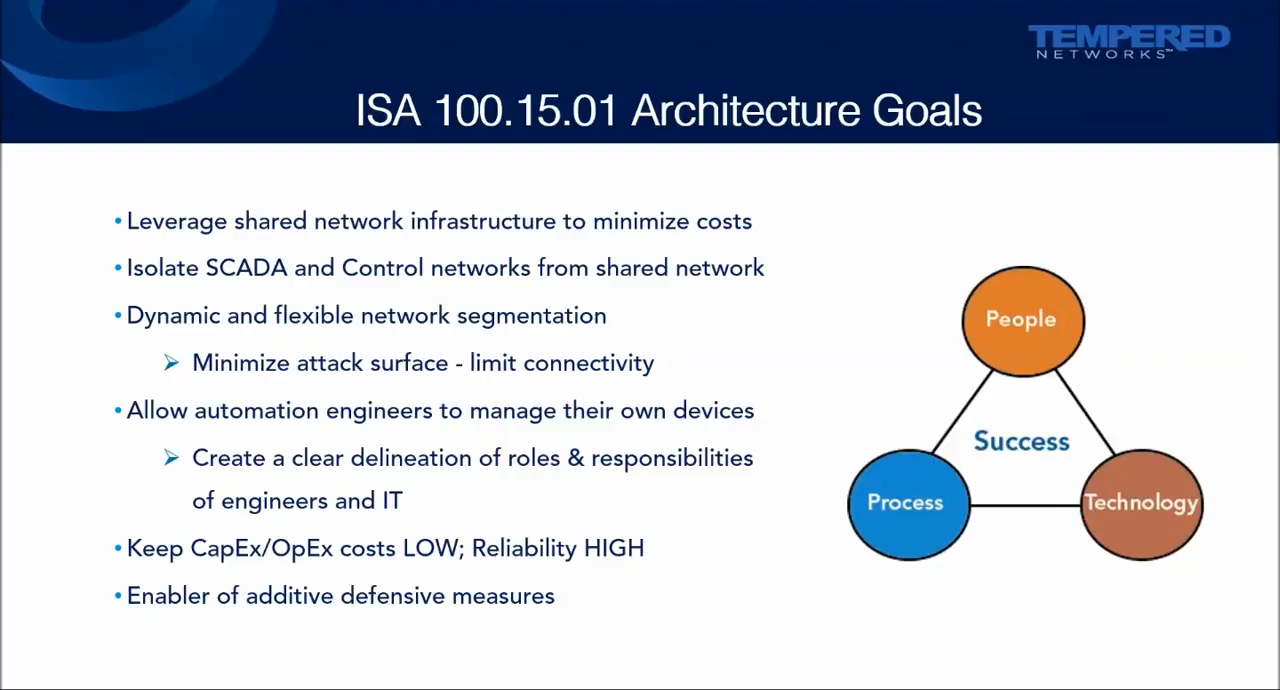 TEMPERED
NETWORKS™
ISA 100.15.01 Architecture Goals
• Leverage shared network infrastructure to minimize costs
• Isolate SCADA and Control networks from shared network
• Dynamic and flexible network segmentation
➢ Minimize attack surface - limit connectivity
• Allow automation engineers to manage their own devices
➢ Create a clear delineation of roles & responsibilities
of engineers and IT
• Keep CapEx/OpEx costs LOW; Reliability HIGH
• Enabler of additive defensive measures
People
Success
Process
Technology